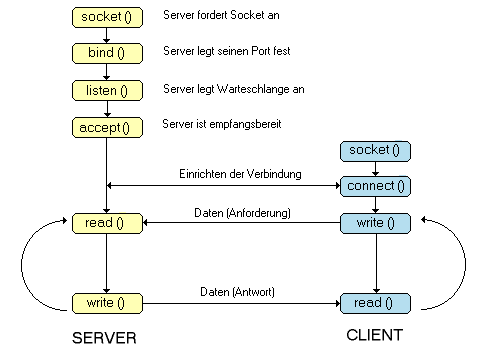 socket () Server fordert Socket an
bind () Server legt seinen Port fest
listen () Server legt Warteschlange an
accept () Server ist empfangsbereit
socket ()
Einrichten der Verbindung connect ()
read () Daten (Anforderung) write ()
write () Daten (Antwort) read ()
SERVER CLIENT